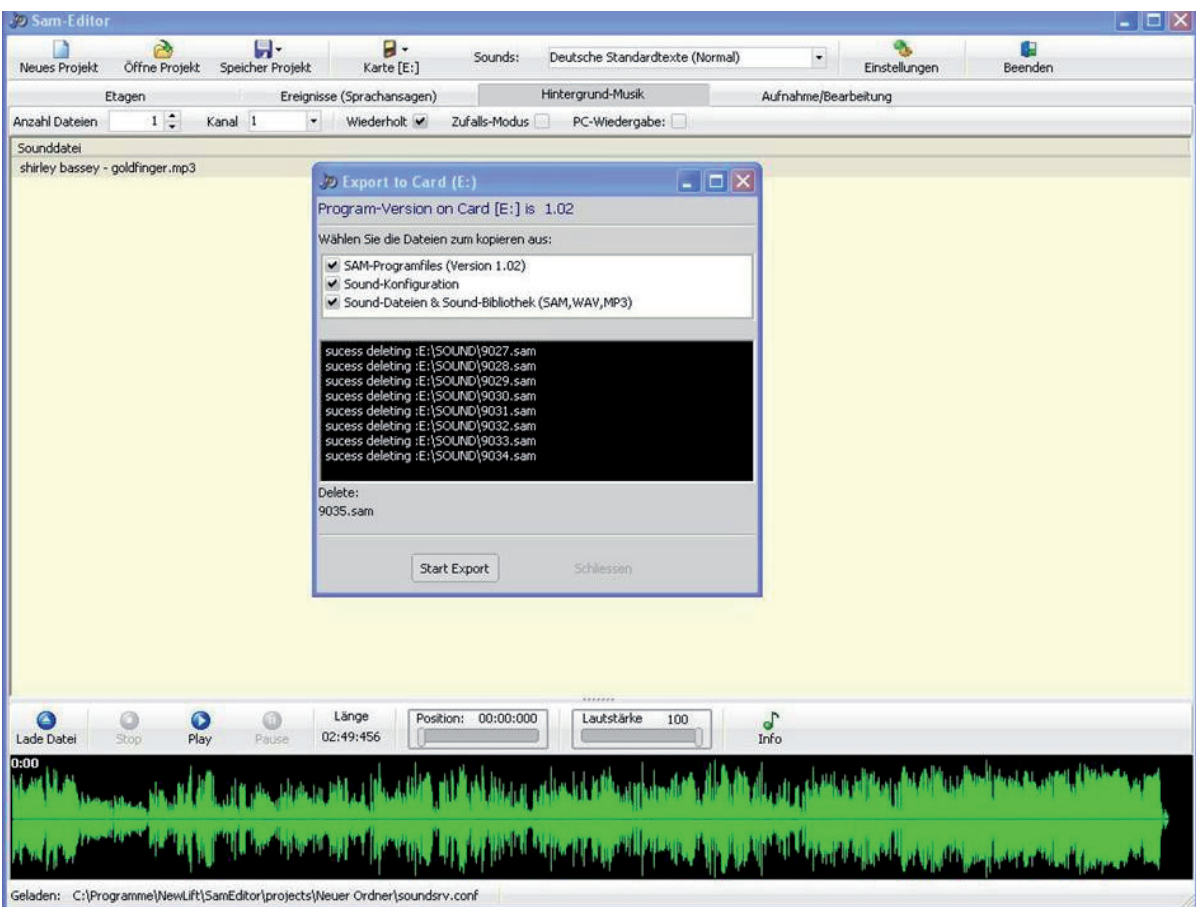 Sam-Editor
Neues Projekt Öffne Projekt Speicher Projekt Karte [E:] Sounds: Deutsche Standardtexte (Normal) Einstellungen Beenden
Etagen Ereignisse (Sprachansagen) Hintergrund-Musik Aufnahme/Bearbeitung
Anzahl Dateien 1 Kanal 1 Wiederholt Zufalls-Modus PC-Wiedergabe:
Sounddatei
shirley bassey - goldfinger.mp3
Export to Card (E:)
Program-Version on Card [E:] is 1.02
Wählen Sie die Dateien zum kopieren aus:
SAM-Programfiles (Version 1.02)
Sound-Konfiguration
Sound-Dateien & Sound-Bibliothek (SAM,WAV,MP3)
sucess deleting :E:\SOUND\9027.sam
sucess deleting :E:\SOUND\9028.sam
sucess deleting :E:\SOUND\9029.sam
sucess deleting :E:\SOUND\9030.sam
sucess deleting :E:\SOUND\9031.sam
sucess deleting :E:\SOUND\9032.sam
sucess deleting :E:\SOUND\9033.sam
sucess deleting :E:\SOUND\9034.sam
Delete:
9035.sam
Start Export Schliessen
Lade Datei Stop Play Pause Länge 02:49:456 Position: 00:00:000 Lautstärke 100 Info
0:00
Geladen: C:\Programme\NewLift\SamEditor\projects\Neuer Ordner\soundsrv.conf